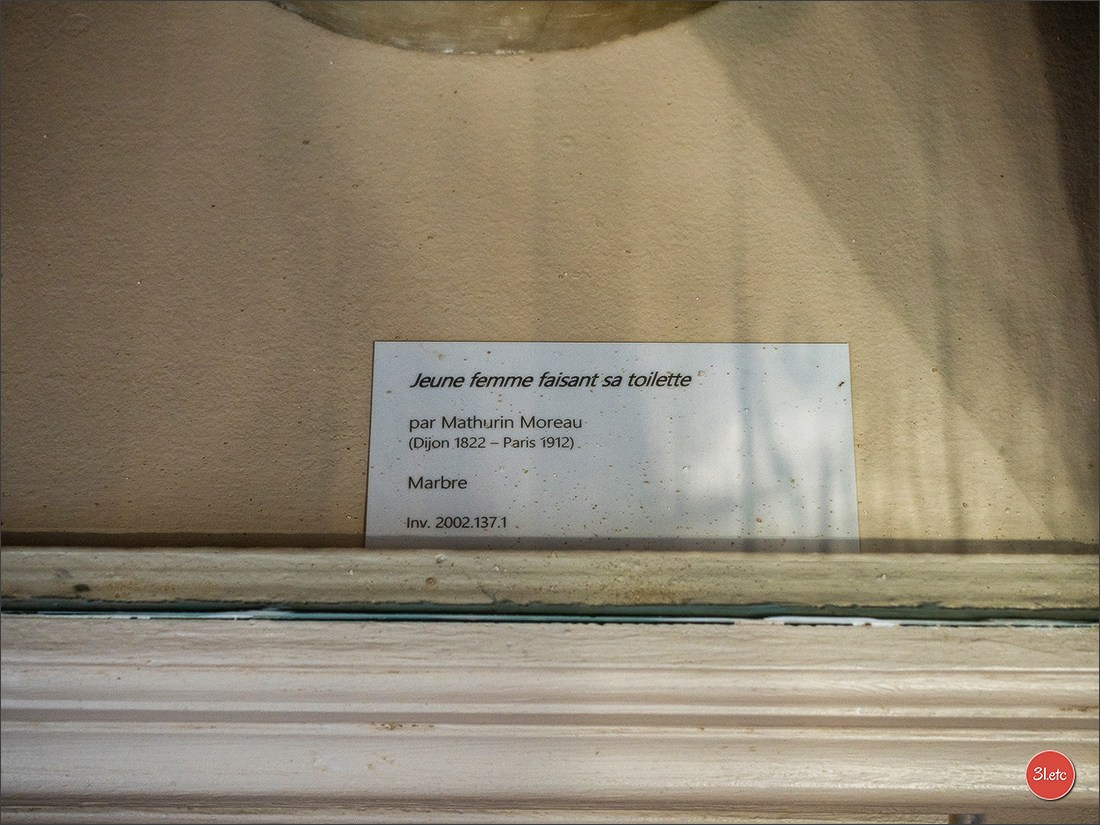 Jeune femme faisant sa toilette
par Mathurin Moreau
(Dijon 1822 – Paris 1912)
Marbre
Inv. 2002.137.1
3l.etc